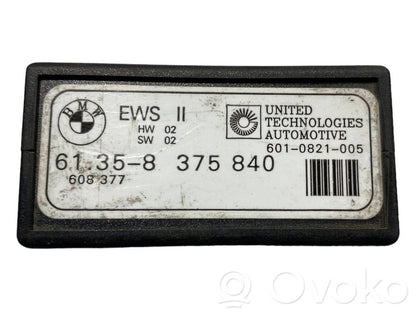 BMW
EWS II
HW 02
SW 02
UNITED
TECHNOLOGIES
AUTOMOTIVE
601-0821-005
61.35-8 375 840
608 377
Ovoko